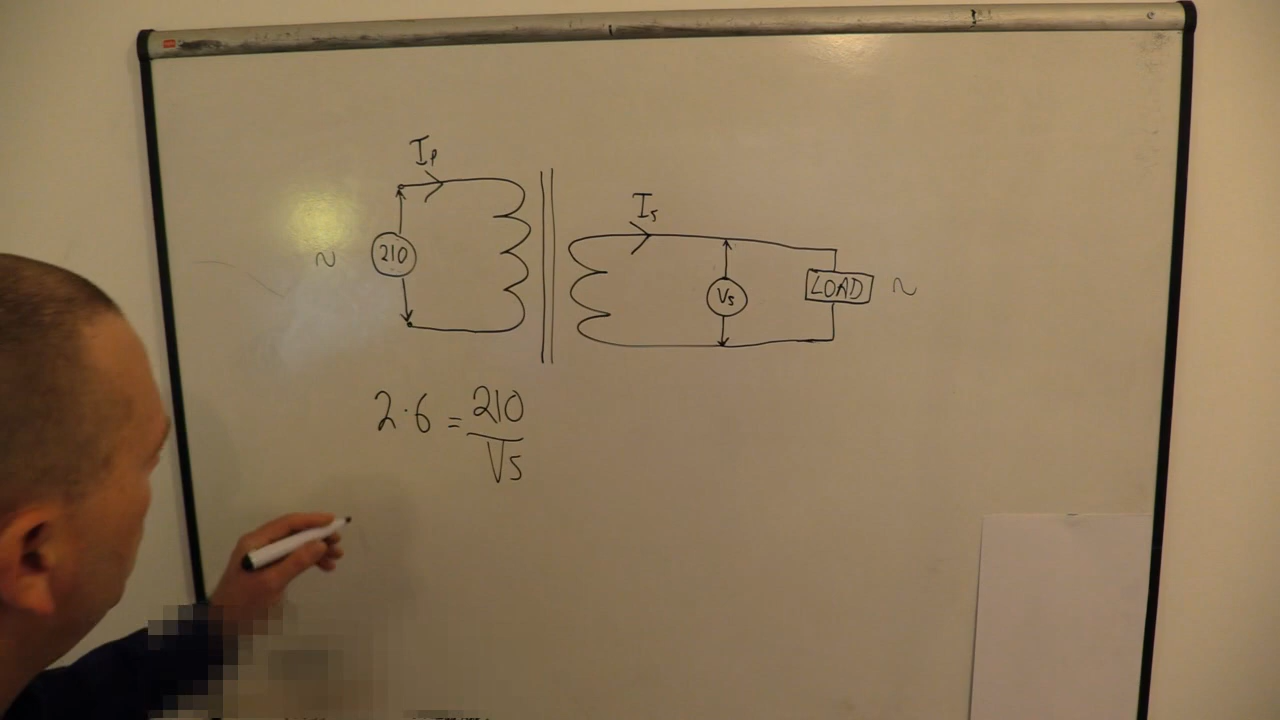 Ip
Is
~ 210
Vs
LOAD ~
2.6 = 210
Vs